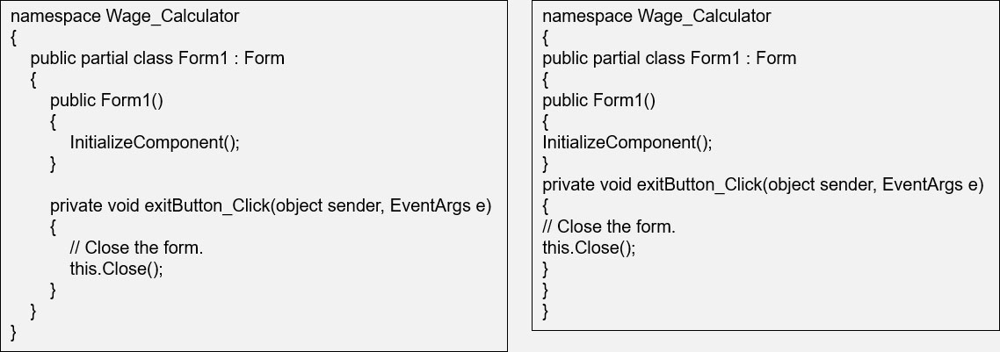 namespace Wage_Calculator
{
    public partial class Form1 : Form
    {
        public Form1()
        {
            InitializeComponent();
        }

        private void exitButton_Click(object sender, EventArgs e)
        {
            // Close the form.
            this.Close();
        }
    }
}
namespace Wage_Calculator
{
public partial class Form1 : Form
{
public Form1()
{
InitializeComponent();
}
private void exitButton_Click(object sender, EventArgs e)
{
// Close the form.
this.Close();
}
}
}